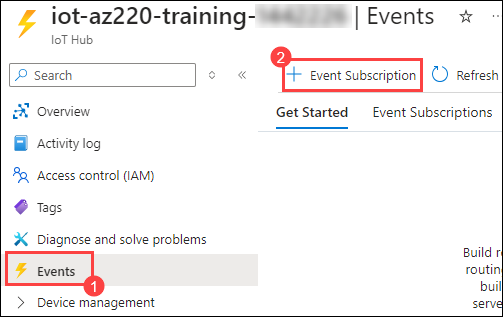 iot-az220-training- | Events
IoT Hub
Search
2
Event Subscription
Refresh
Get Started
Event Subscriptions
Overview
Activity log
Access control (IAM)
Tags
Diagnose and solve problems
Events
1
Device management
Build r
routin
buil
serve